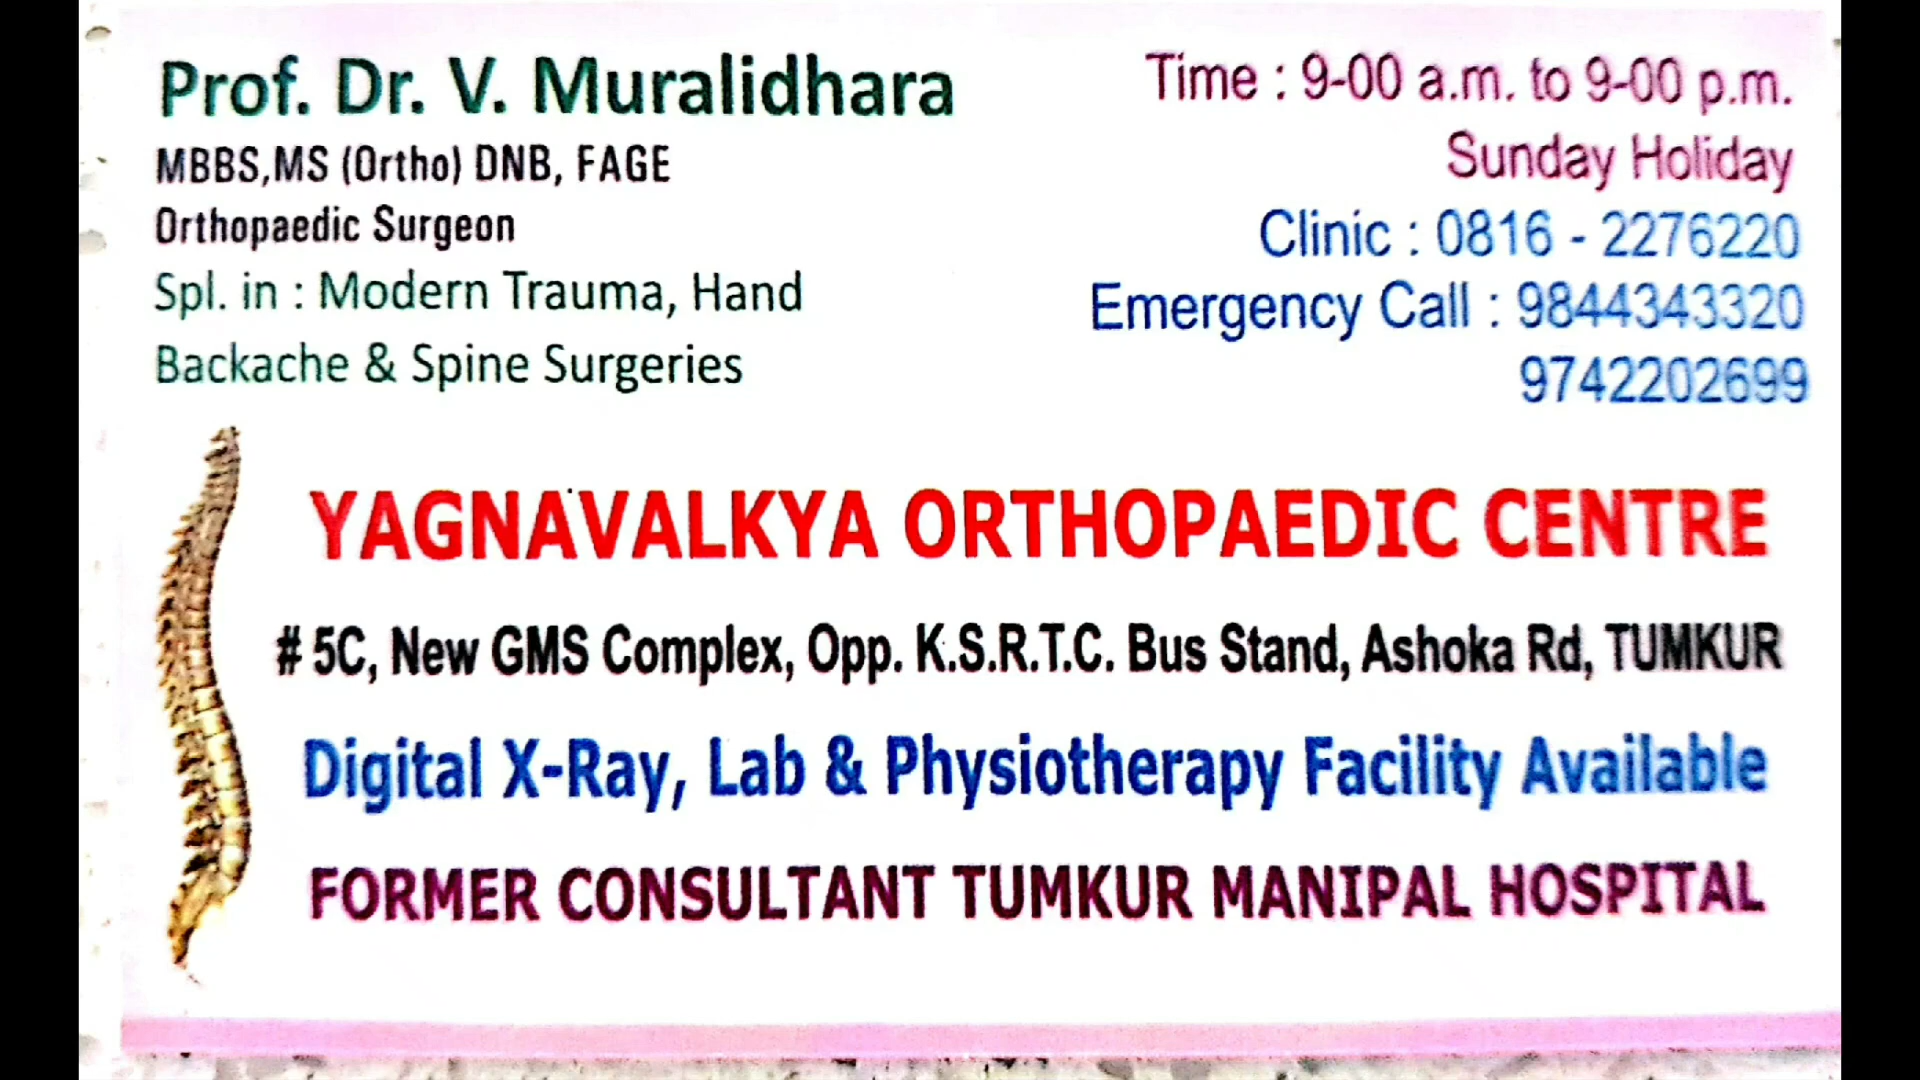 Prof. Dr. V. Muralidhara
MBBS,MS (Ortho) DNB, FAGE
Orthopaedic Surgeon
Spl. in : Modern Trauma, Hand
Backache & Spine Surgeries
Time : 9-00 a.m. to 9-00 p.m.
Sunday Holiday
Clinic : 0816 - 2276220
Emergency Call : 9844343320
9742202699
YAGNAVALKYA ORTHOPAEDIC CENTRE
# 5C, New GMS Complex, Opp. K.S.R.T.C. Bus Stand, Ashoka Rd, TUMKUR
Digital X-Ray, Lab & Physiotherapy Facility Available
FORMER CONSULTANT TUMKUR MANIPAL HOSPITAL